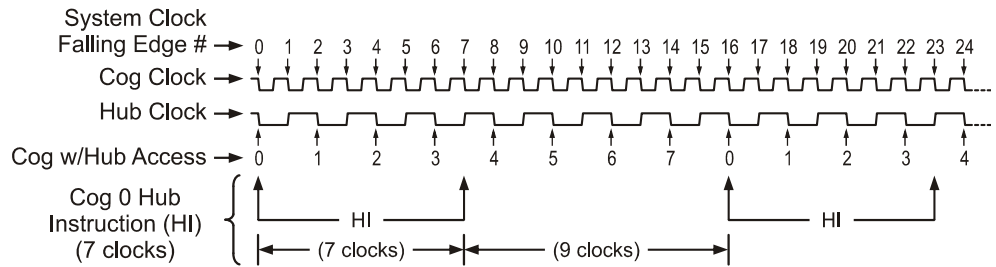 System Clock
Falling Edge # → 0 1 2 3 4 5 6 7 8 9 10 11 12 13 14 15 16 17 18 19 20 21 22 23 24
Cog Clock →
Hub Clock →
Cog w/Hub Access → 0 1 2 3 4 5 6 7 0 1 2 3 4
Cog 0 Hub
Instruction (HI)
(7 clocks)
HI HI
(7 clocks) (9 clocks)